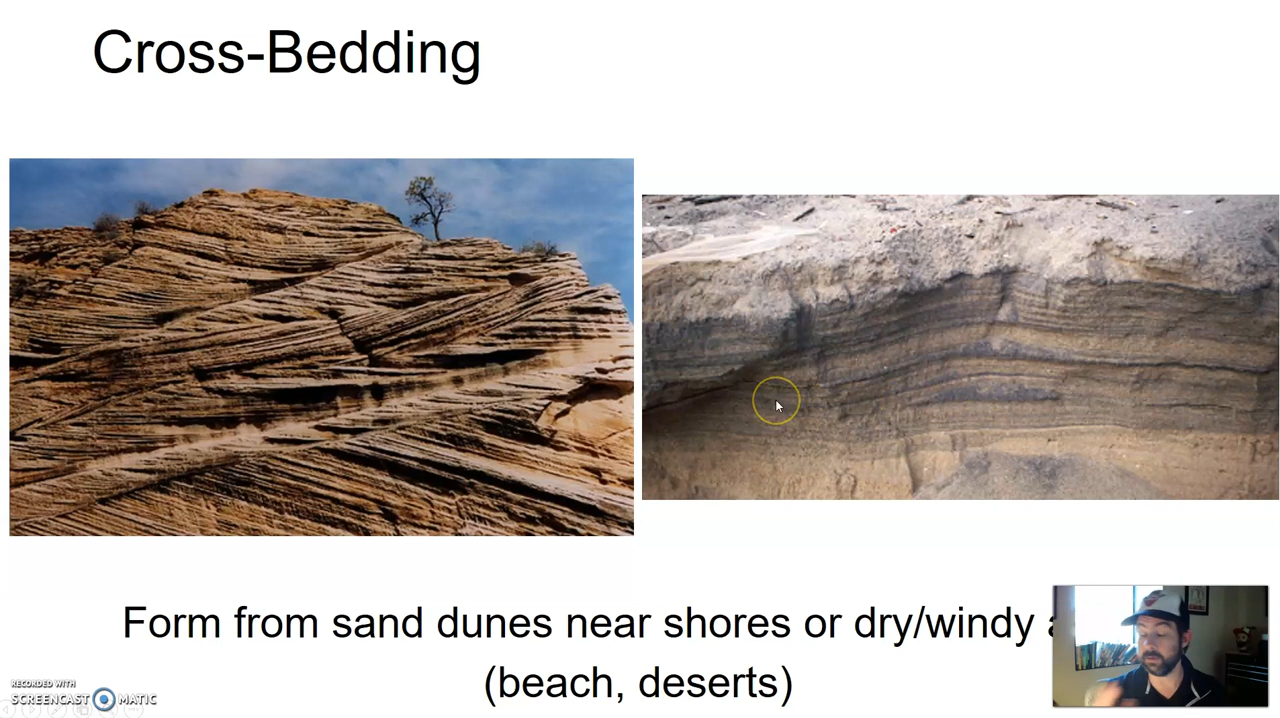 Cross-Bedding
Form from sand dunes near shores or dry/windy
(beach, deserts)
RECORDED WITH
SCREENCAST MATIC